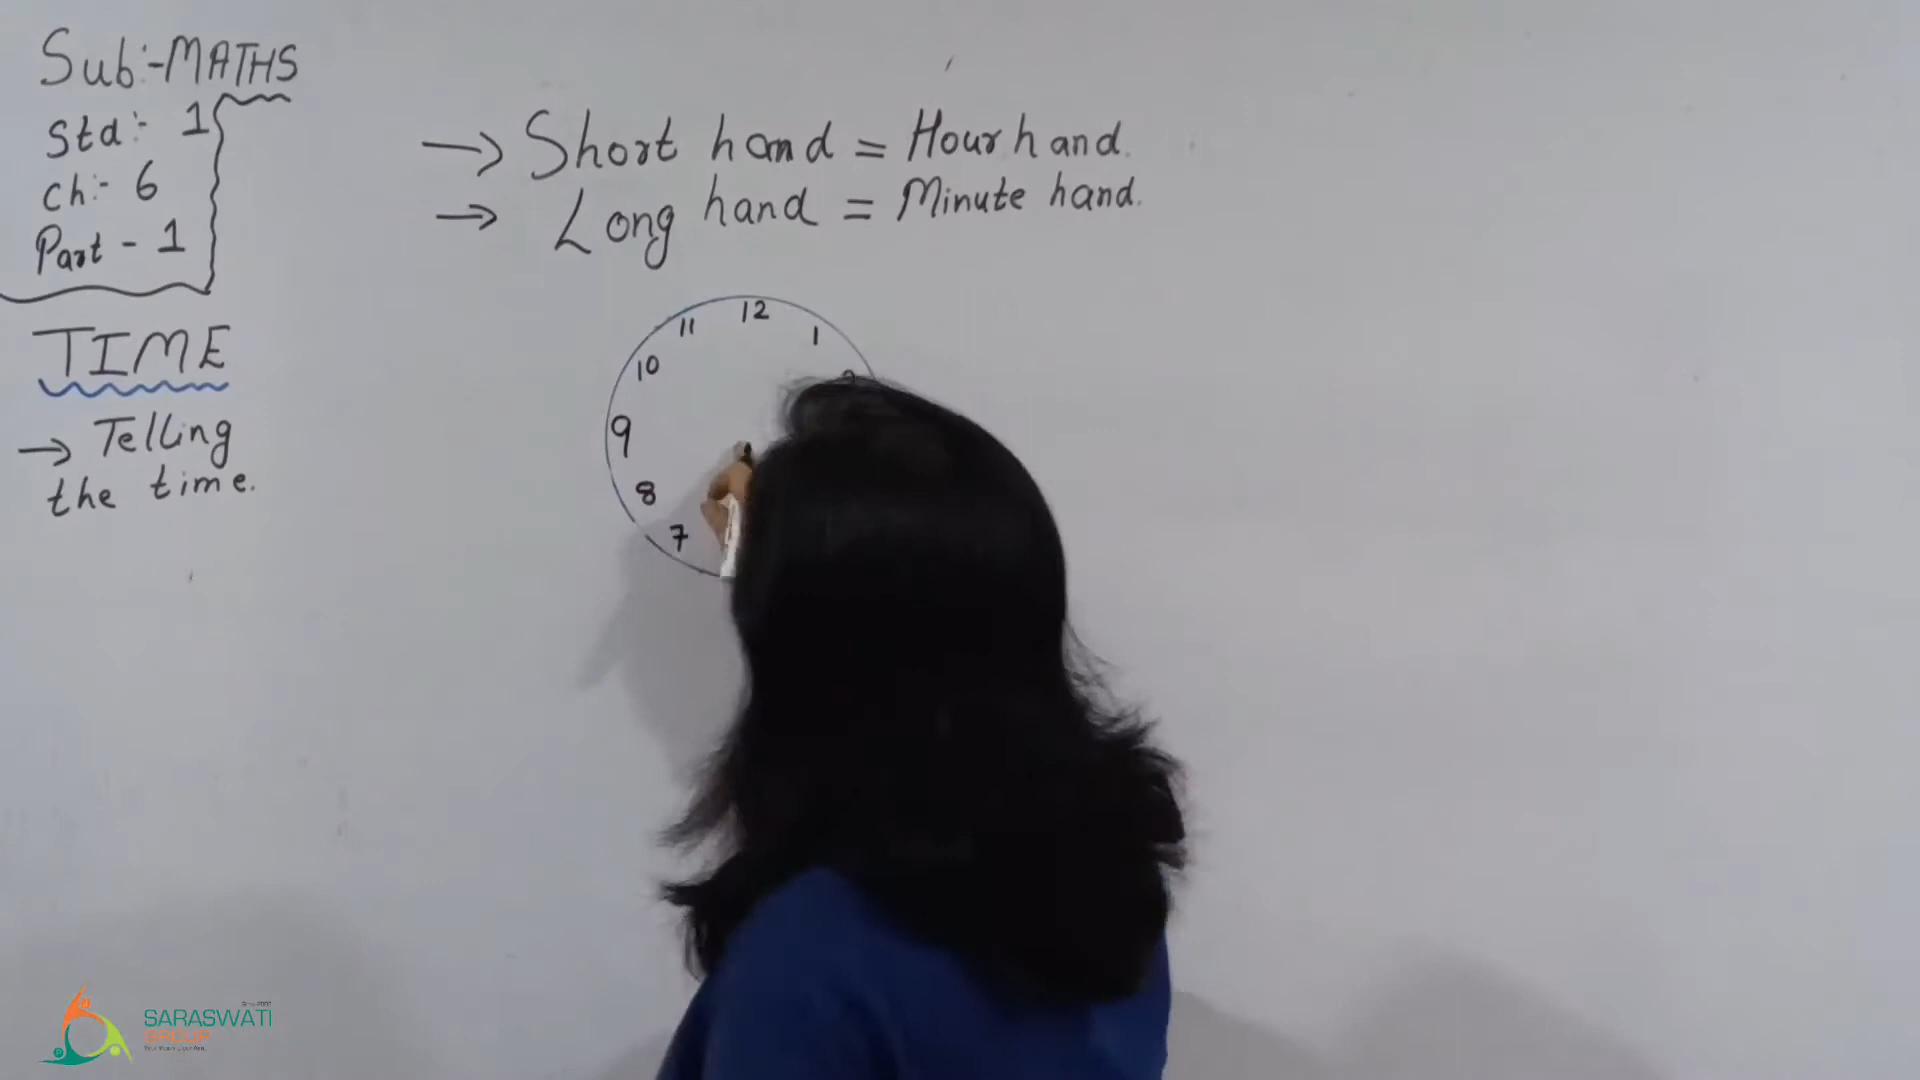 Sub:-MATHS
Std:- 1
Ch:- 6
Part - 1
TIME
→ Telling
the time.
→ Short hand = Hour hand.
→ Long hand = Minute hand.
12
11
1
10
9
8
7
SARASWATI
GROUP